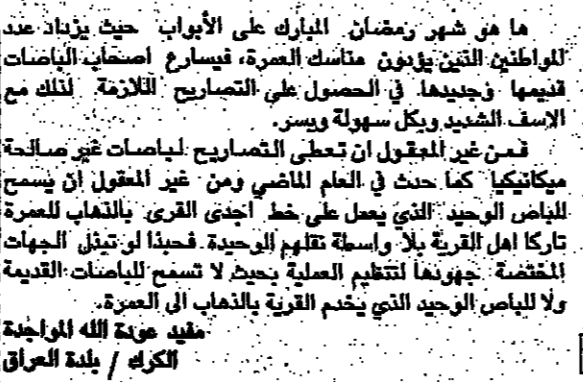 ها هو شهر رمضان المبارك على الأبواب حيث يزداد عدد
المواطنين الذين يؤدون مناسك العمرة، فيسارع اصحاب الباصات
قديمها وجديدها في الحصول على التصاريح اللازمة لذلك مع
الاسف الشديد وبكل سهولة ويسر.
فمن غير المعقول ان تعطى التصاريح لباصات غير صالحة
ميكانيكيا كما حدث في العام الماضي ومن غير المعقول ان يسمح
للباص الوحيد الذي يعمل على خط احدى القرى بالذهاب للعمرة
تاركا اهل القرية بلا واسطة نقلهم الوحيدة. فحبذا لو تبذل الجهات
المختصة جهودها لتنظيم العملية بحيث لا تسمح للباصات القديمة
ولا للباص الوحيد الذي يخدم القرية بالذهاب الى العمرة.
مفيد عودة الله المواجدة
الكرك / بلدة العراق